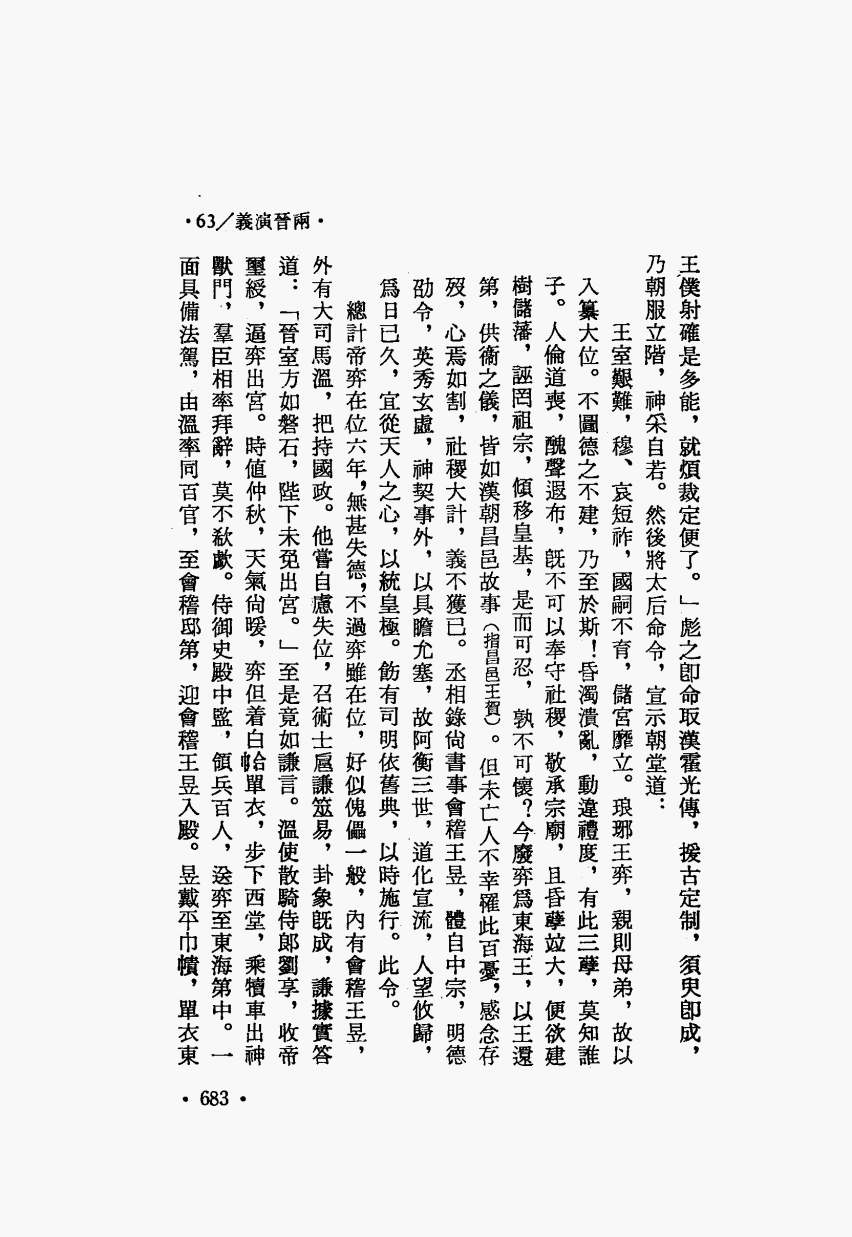 ·63／義演晉兩·
王僕射確是多能，就煩裁定便了。」彪之卽命取漢霍光傳，援古定制，須臾卽成，
乃朝服立階，神采自若。然後將太后命令，宣示朝堂道：
王室艱難，穆、哀短祚，國嗣不育，儲宮靡立。琅琊王弈，親則母弟，故以
入纂大位。不圖德之不建，乃至於斯！昏濁潰亂，動違禮度，有此三孽，莫知誰
子。人倫道喪，醜聲遐布，旣不可以奉守社稷，敬承宗廟，且昏孽竝大，便欲建
樹儲藩，誣罔祖宗，傾移皇基，是而可忍，孰不可懷？今廢弈爲東海王，以王還
第，供衞之儀，皆如漢朝昌邑故事（指昌邑王賀）。但未亡人不幸罹此百憂，感念存
歿，心焉如割，社稷大計，義不獲已。丞相錄尙書事會稽王昱，體自中宗，明德
劭令，英秀玄虛，神契事外，以具瞻允塞，故阿衡三世，道化宣流，人望攸歸，
爲日已久，宜從天人之心，以統皇極。飭有司明依舊典，以時施行。此令。
總計帝弈在位六年，無甚失德，不過弈雖在位，好似傀儡一般，內有會稽王昱，
外有大司馬溫，把持國政。他嘗自慮失位，召術士扈謙筮易，卦象旣成，謙據實答
道：「晉室方如磐石，陛下未免出宮。」至是竟如謙言。溫使散騎侍郎劉享，收帝
璽綬，逼弈出宮。時値仲秋，天氣尙暖，弈但着白帢單衣，步下西堂，乘犢車出神
獸門，羣臣相率拜辭，莫不欷歔。侍御史殿中監，領兵百人，送弈至東海第中。一
面具備法駕，由溫率同百官，至會稽邸第，迎會稽王昱入殿。昱戴平巾幘，單衣東
·683·